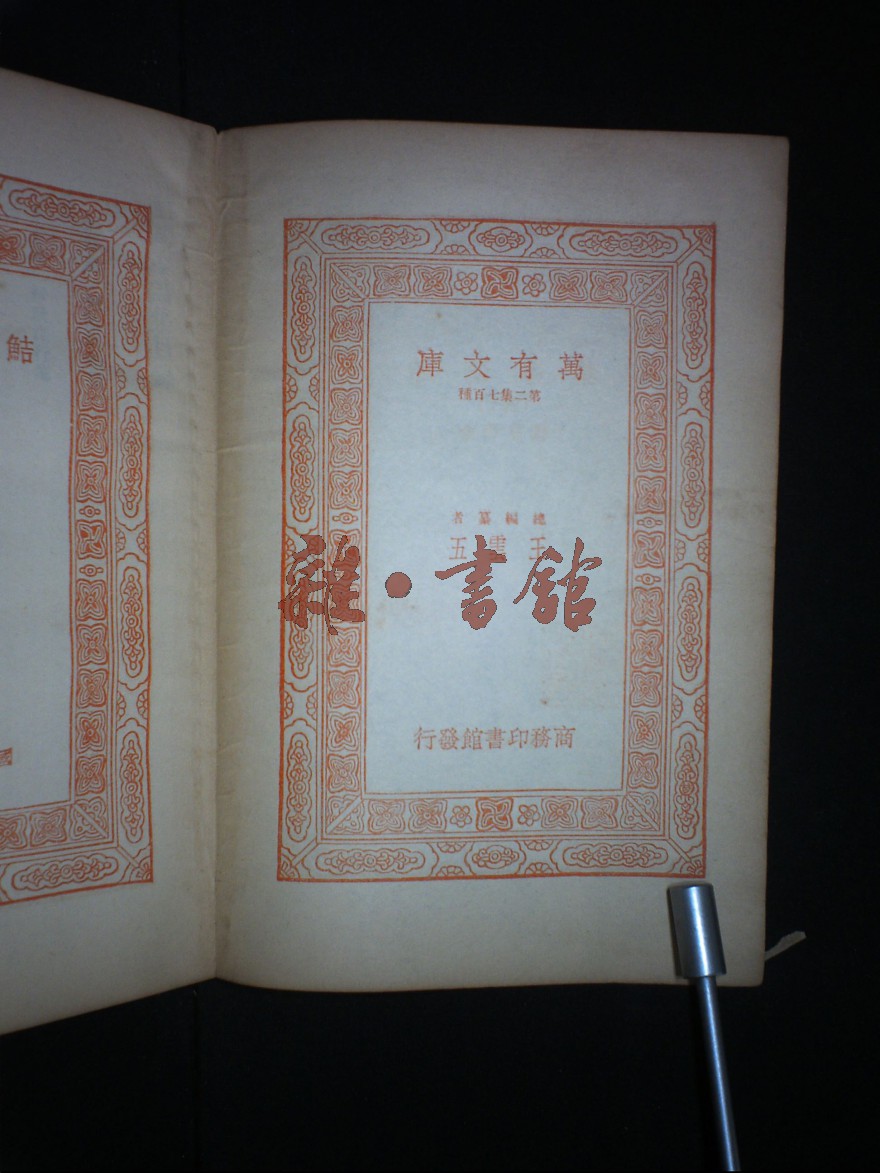 萬有文庫
第二集七百種
總編纂者
王雲五
雜·書館
商務印書館發行